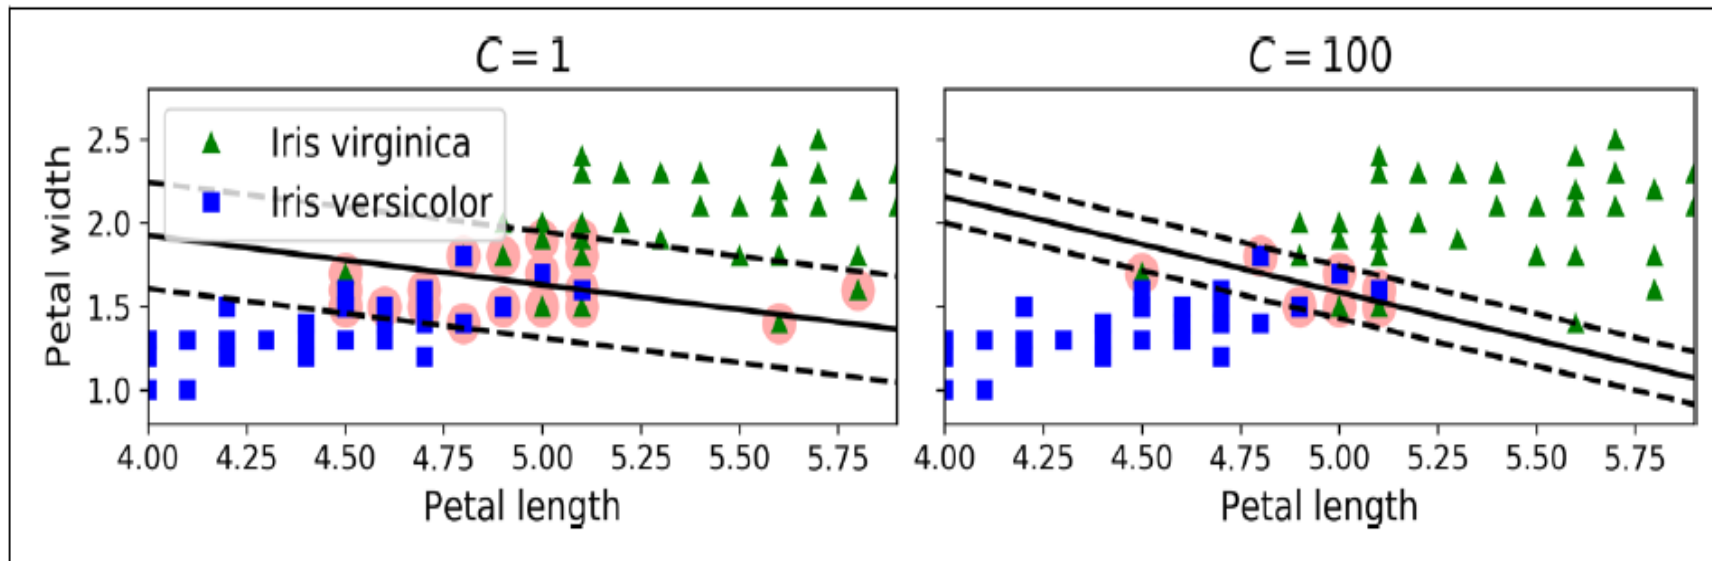 C = 1
C = 100
Iris virginica
Iris versicolor
Petal width
2.5
2.0
1.5
1.0
4.00 4.25 4.50 4.75 5.00 5.25 5.50 5.75
4.00 4.25 4.50 4.75 5.00 5.25 5.50 5.75
Petal length
Petal length